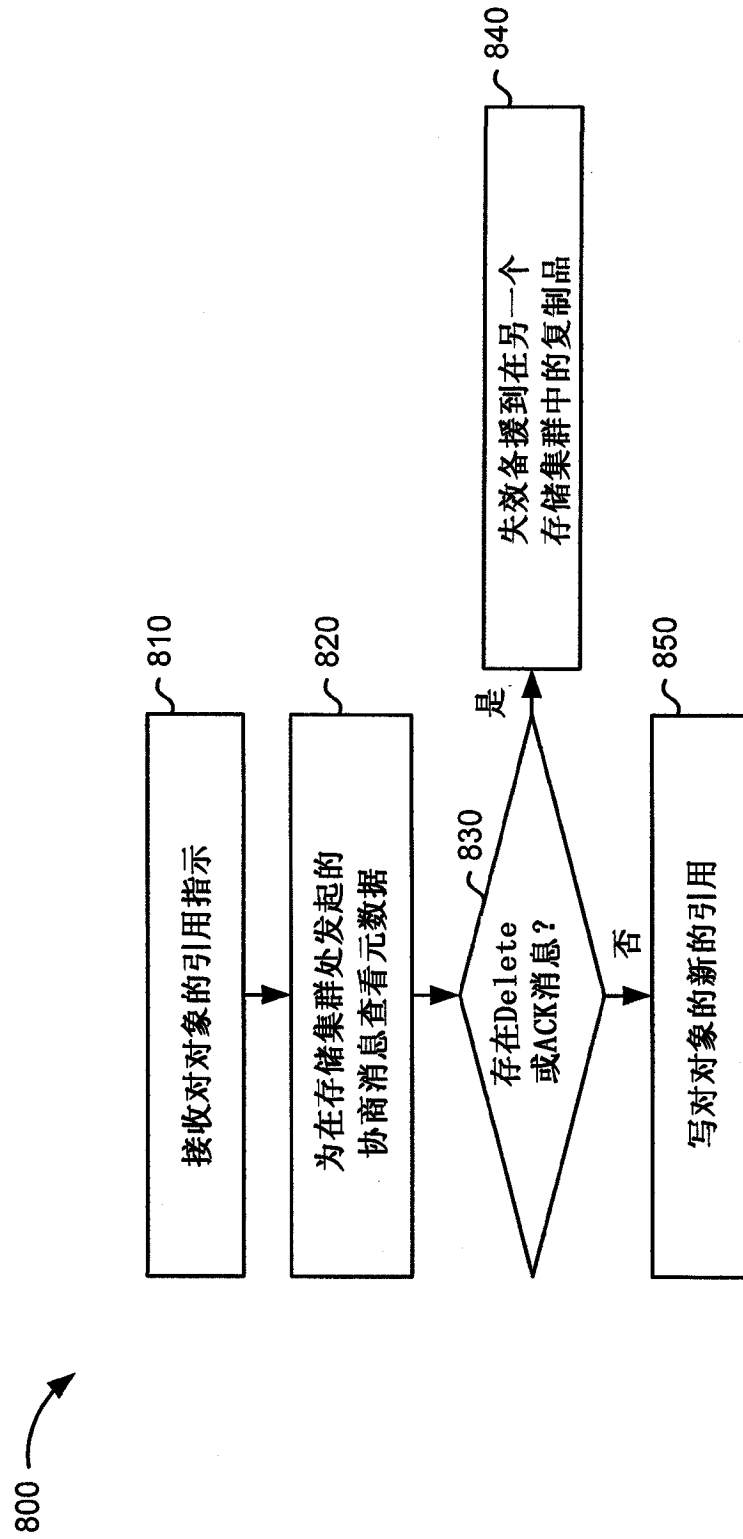 800
810
接收对对象的引用指示
820
为在存储集群处发起的
协商消息查看元数据
830
存在Delete
或ACK消息?
是
840
失效备援到在另一个
存储集群中的复制品
否
850
写对对象的新的引用